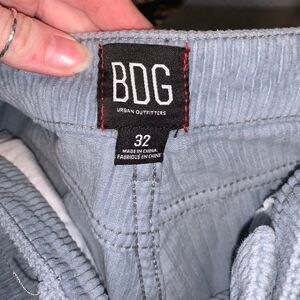 BDG
URBAN OUTFITTERS
32
MADE IN CHINA
FABRIQUÉ EN CHINE